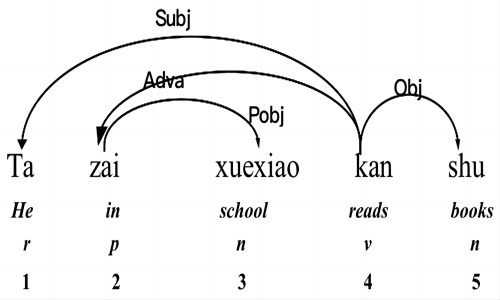 Subj
Adva
Obj
Pobj
Ta zai xuexiao kan shu
He in school reads books
r p n v n
1 2 3 4 5